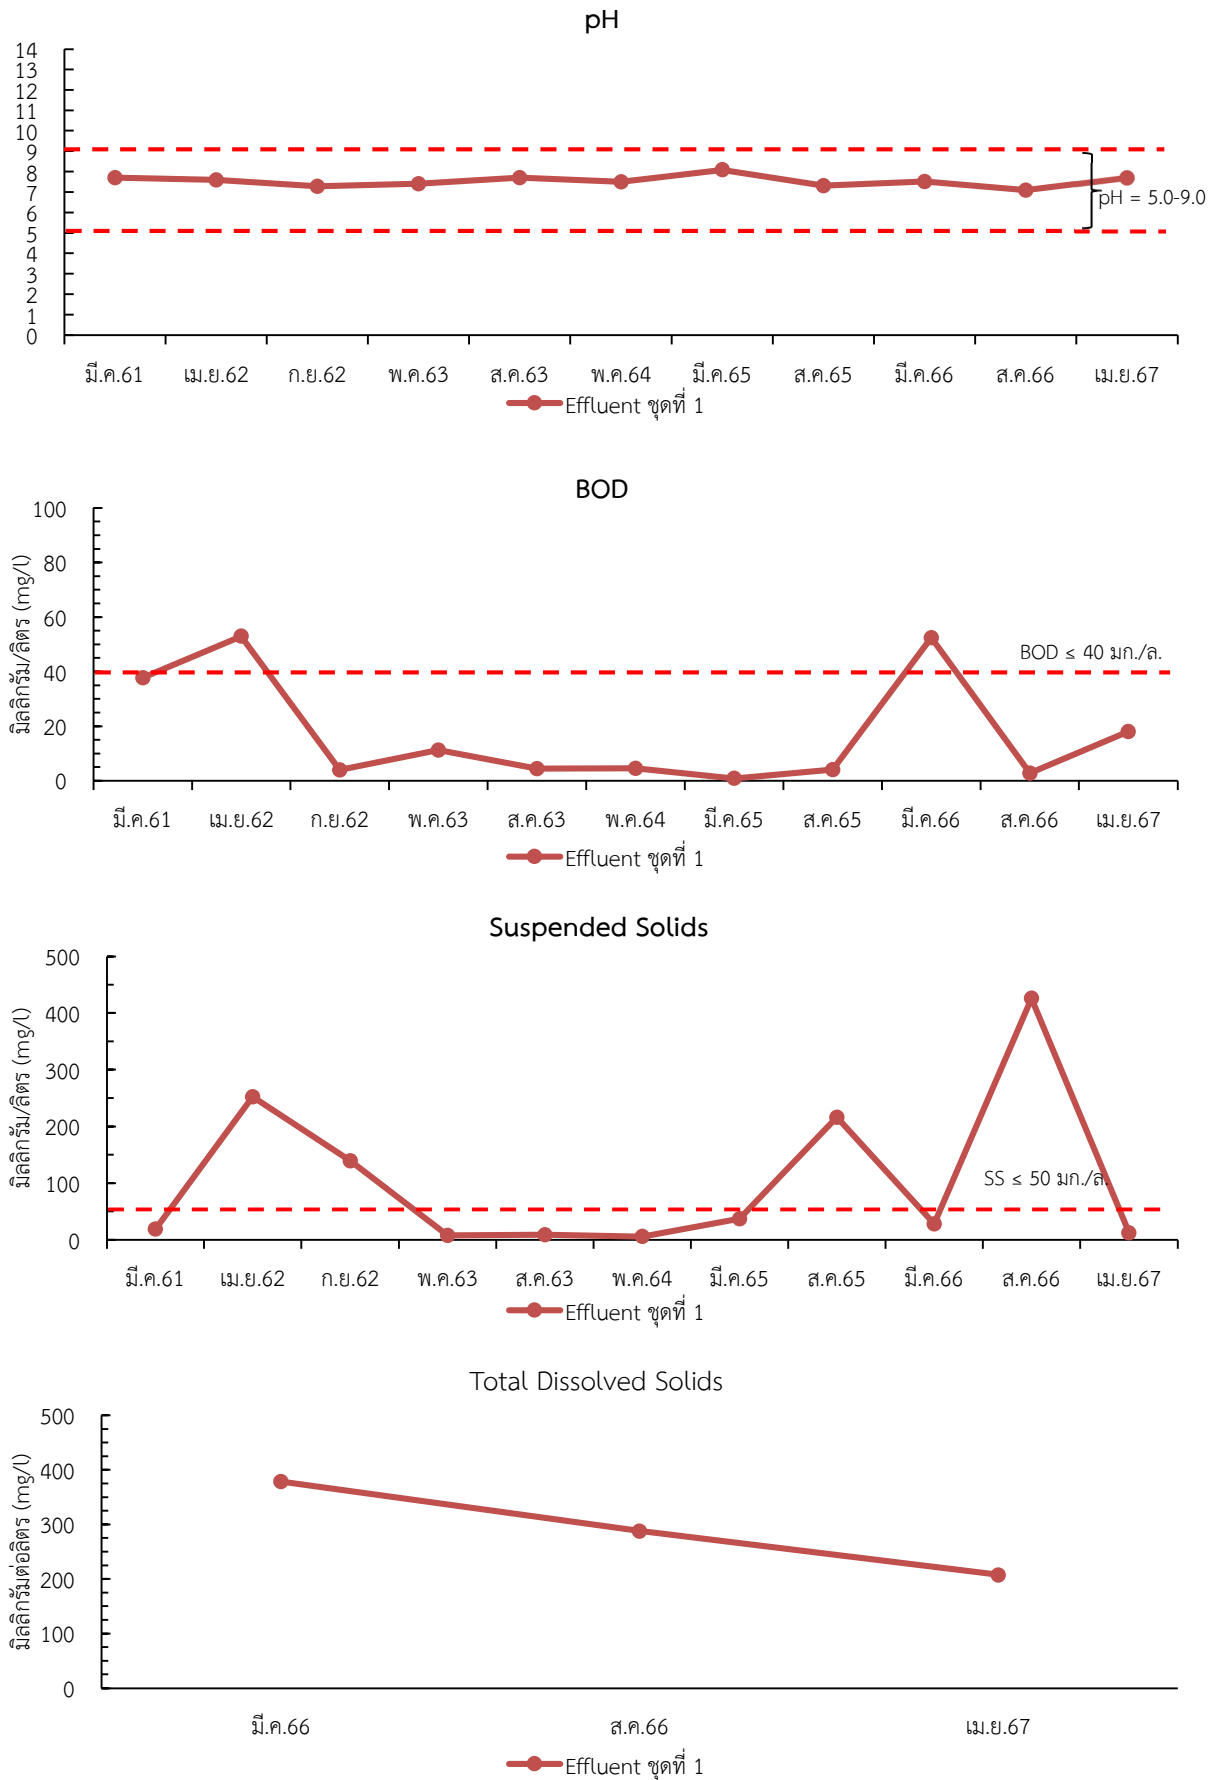 pH
14
13
12
11
10
9
8
7
6
5
4
3
2
1
0
pH = 5.0-9.0
มี.ค.61 เม.ย.62 ก.ย.62 พ.ค.63 ส.ค.63 พ.ค.64 มี.ค.65 ส.ค.65 มี.ค.66 ส.ค.66 เม.ย.67
Effluent ชุดที่ 1
BOD
มิลลิกรัม/ลิตร (mg/l)
100
80
60
40
20
0
BOD ≤ 40 มก./ล.
มี.ค.61 เม.ย.62 ก.ย.62 พ.ค.63 ส.ค.63 พ.ค.64 มี.ค.65 ส.ค.65 มี.ค.66 ส.ค.66 เม.ย.67
Effluent ชุดที่ 1
Suspended Solids
มิลลิกรัม/ลิตร (mg/l)
500
400
300
200
100
0
SS ≤ 50 มก./ล.
มี.ค.61 เม.ย.62 ก.ย.62 พ.ค.63 ส.ค.63 พ.ค.64 มี.ค.65 ส.ค.65 มี.ค.66 ส.ค.66 เม.ย.67
Effluent ชุดที่ 1
Total Dissolved Solids
มิลลิกรัมต่อลิตร (mg/l)
500
400
300
200
100
0
มี.ค.66 ส.ค.66 เม.ย.67
Effluent ชุดที่ 1